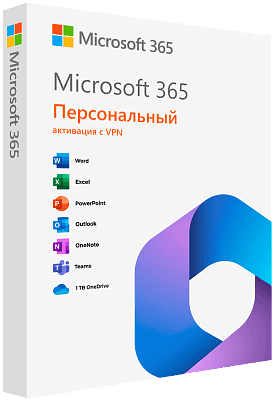 Microsoft 365
Microsoft 365
Microsoft 365
Персональный
активация с VPN
Word
Excel
PowerPoint
Outlook
OneNote
Teams
1 TB OneDrive